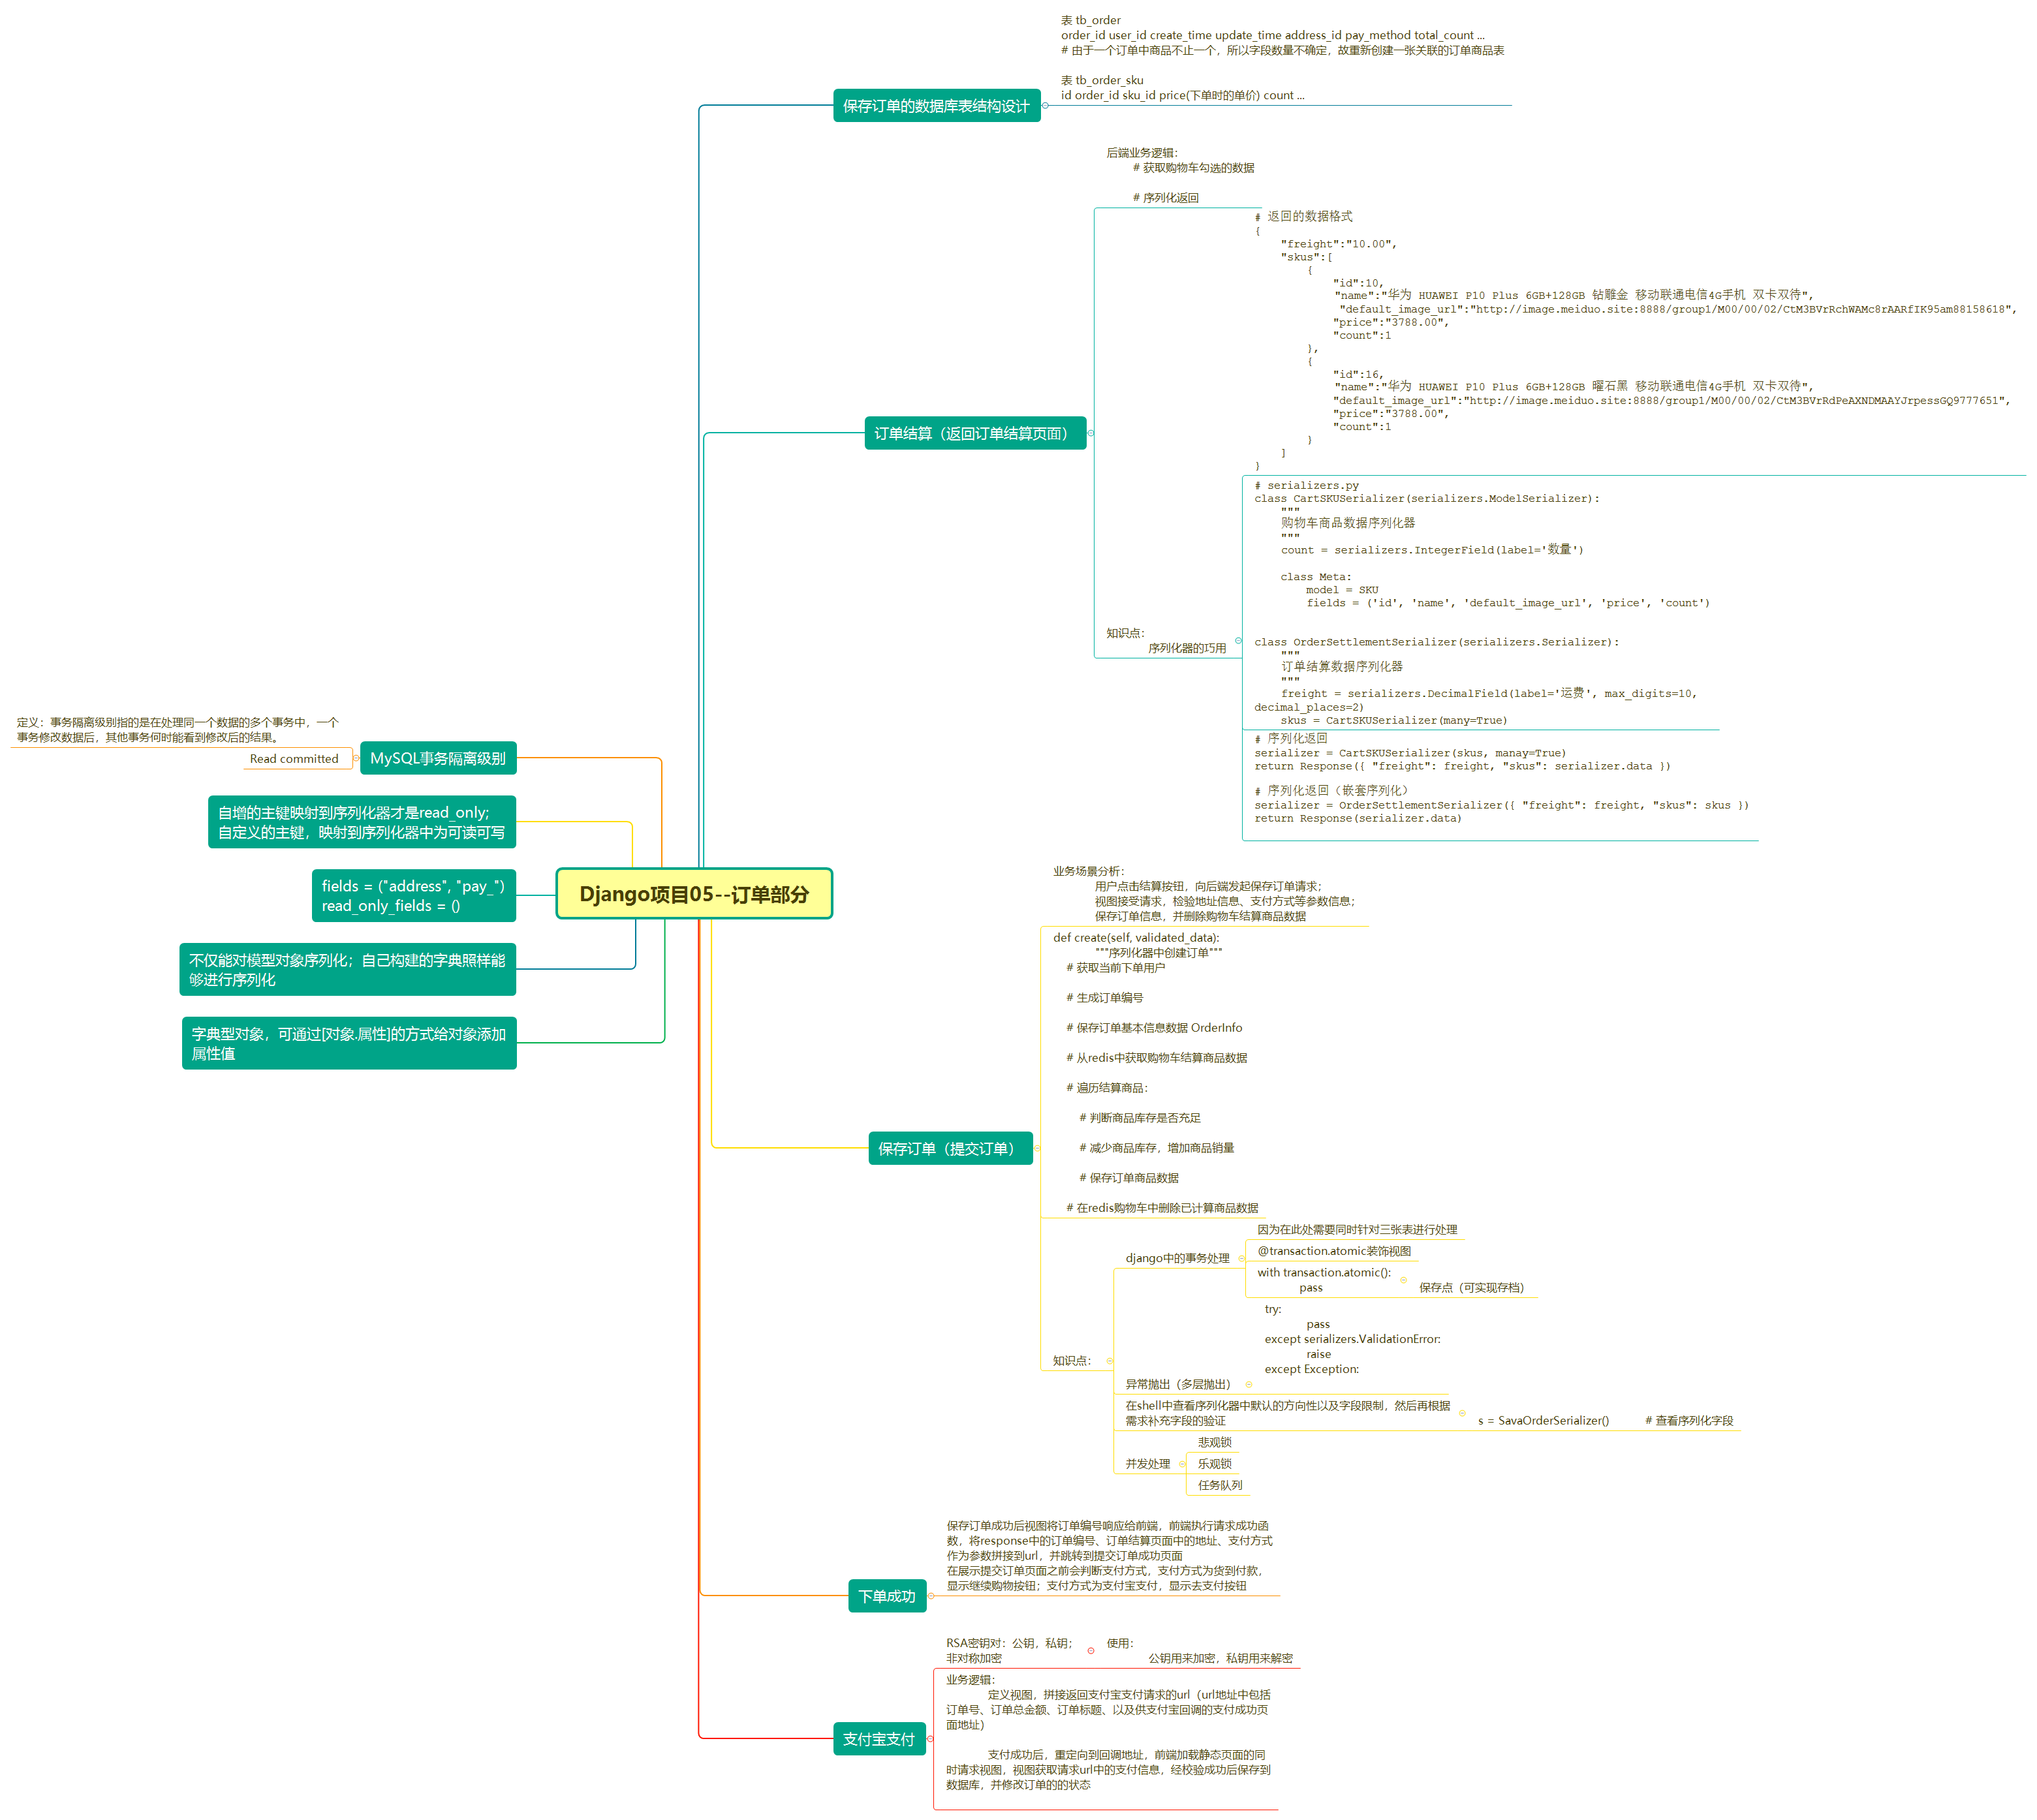 表 tb_order
order_id user_id create_time update_time address_id pay_method total_count ...
# 由于一个订单中商品不止一个，所以字段数量不确定，故重新创建一张关联的订单商品表
表 tb_order_sku
id order_id sku_id price(下单时的单价) count ...
保存订单的数据库表结构设计
后端业务逻辑：
# 获取购物车勾选的数据
# 序列化返回
# 返回的数据格式
{
"freight":"10.00",
"skus":[
{
"id":10,
"name":"华为 HUAWEI P10 Plus 6GB+128GB 钻雕金 移动联通电信4G手机 双卡双待",
"default_image_url":"http://image.meiduo.site:8888/group1/M00/00/02/CtM3BVrRchWAMc8rAARfIK95am88158618",
"price":"3788.00",
"count":1
},
{
"id":16,
"name":"华为 HUAWEI P10 Plus 6GB+128GB 曜石黑 移动联通电信4G手机 双卡双待",
"default_image_url":"http://image.meiduo.site:8888/group1/M00/00/02/CtM3BVrRdPeAXNDMAAYJrpessGQ9777651",
"price":"3788.00",
"count":1
}
]
}
订单结算（返回订单结算页面）
# serializers.py
class CartSKUSerializer(serializers.ModelSerializer):
"""
购物车商品数据序列化器
"""
count = serializers.IntegerField(label='数量')
class Meta:
model = SKU
fields = ('id', 'name', 'default_image_url', 'price', 'count')
class OrderSettlementSerializer(serializers.Serializer):
"""
订单结算数据序列化器
"""
freight = serializers.DecimalField(label='运费', max_digits=10,
decimal_places=2)
skus = CartSKUSerializer(many=True)
知识点：
序列化器的巧用
# 序列化返回
serializer = CartSKUSerializer(skus, manay=True)
return Response({ "freight": freight, "skus": serializer.data })
# 序列化返回（嵌套序列化）
serializer = OrderSettlementSerializer({ "freight": freight, "skus": skus })
return Response(serializer.data)
定义：事务隔离级别指的是在处理同一个数据的多个事务中，一个
事务修改数据后，其他事务何时能看到修改后的结果。
Read committed
MySQL事务隔离级别
自增的主键映射到序列化器才是read_only;
自定义的主键，映射到序列化器中为可读可写
fields = ("address", "pay_")
read_only_fields = ()
不仅能对模型对象序列化；自己构建的字典照样能
够进行序列化
字典型对象，可通过[对象.属性]的方式给对象添加
属性值
Django项目05--订单部分
业务场景分析：
用户点击结算按钮，向后端发起保存订单请求；
视图接受请求，检验地址信息、支付方式等参数信息；
保存订单信息，并删除购物车结算商品数据
def create(self, validated_data):
"""序列化器中创建订单"""
# 获取当前下单用户
# 生成订单编号
# 保存订单基本信息数据 OrderInfo
# 从redis中获取购物车结算商品数据
# 遍历结算商品：
# 判断商品库存是否充足
# 减少商品库存，增加商品销量
# 保存订单商品数据
# 在redis购物车中删除已计算商品数据
保存订单（提交订单）
知识点：
django中的事务处理
因为在此处需要同时针对三张表进行处理
@transaction.atomic装饰视图
with transaction.atomic():
pass
保存点（可实现存档）
异常抛出（多层抛出）
try:
pass
except serializers.ValidationError:
raise
except Exception:
在shell中查看序列化器中默认的方向性以及字段限制，然后再根据
需求补充字段的验证
s = SavaOrderSerializer() # 查看序列化字段
并发处理
悲观锁
乐观锁
任务队列
下单成功
保存订单成功后视图将订单编号响应给前端，前端执行请求成功函
数，将response中的订单编号、订单结算页面中的地址、支付方式
作为参数拼接到url，并跳转到提交订单成功页面
在展示提交订单页面之前会判断支付方式，支付方式为货到付款，
显示继续购物按钮；支付方式为支付宝支付，显示去支付按钮
支付宝支付
RSA密钥对：公钥，私钥；
非对称加密
使用：
公钥用来加密，私钥用来解密
业务逻辑：
定义视图，拼接返回支付宝支付请求的url（url地址中包括
订单号、订单总金额、订单标题、以及供支付宝回调的支付成功页
面地址）
支付成功后，重定向到回调地址，前端加载静态页面的同
时请求视图，视图获取请求url中的支付信息，经校验成功后保存到
数据库，并修改订单的的状态